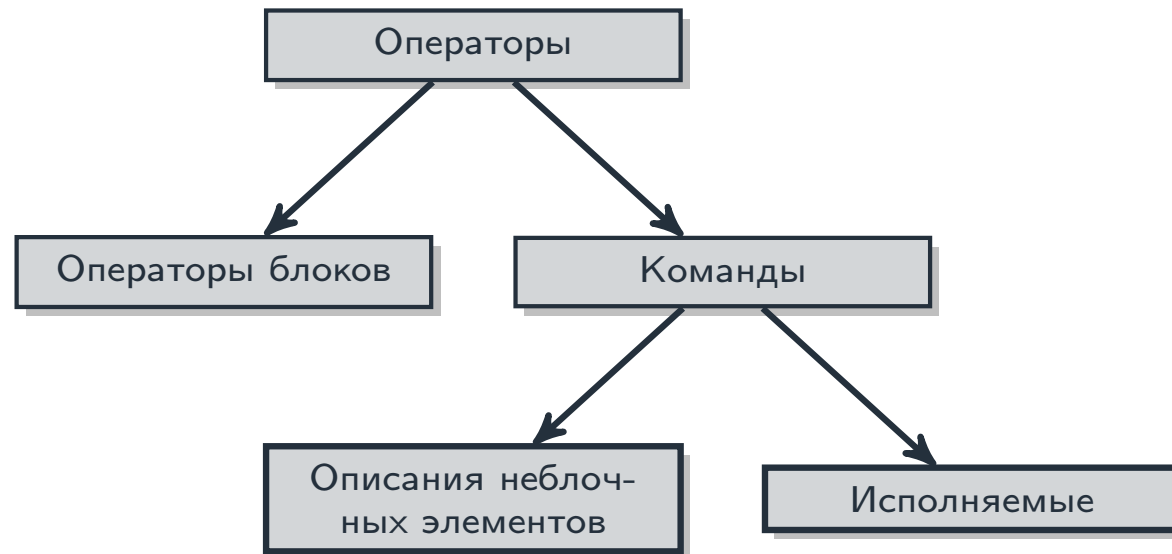 Операторы
Операторы блоков
Команды
Описания неблоч-
ных элементов
Исполняемые